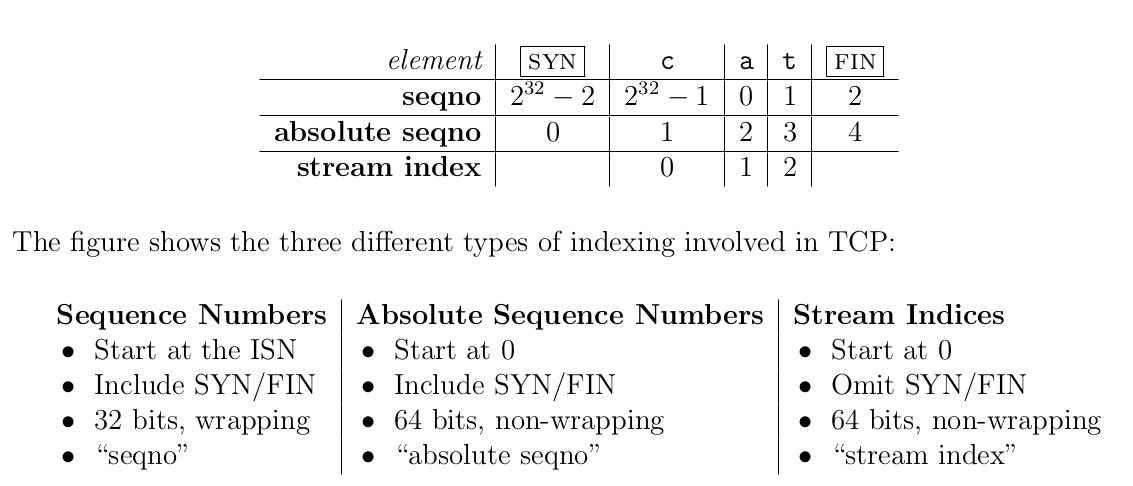 element SYN c a t FIN
seqno 2^32 − 2 2^32 − 1 0 1 2
absolute seqno 0 1 2 3 4
stream index 0 1 2
The figure shows the three different types of indexing involved in TCP:
Sequence Numbers Absolute Sequence Numbers Stream Indices
• Start at the ISN • Start at 0 • Start at 0
• Include SYN/FIN • Include SYN/FIN • Omit SYN/FIN
• 32 bits, wrapping • 64 bits, non-wrapping • 64 bits, non-wrapping
• “seqno” • “absolute seqno” • “stream index”